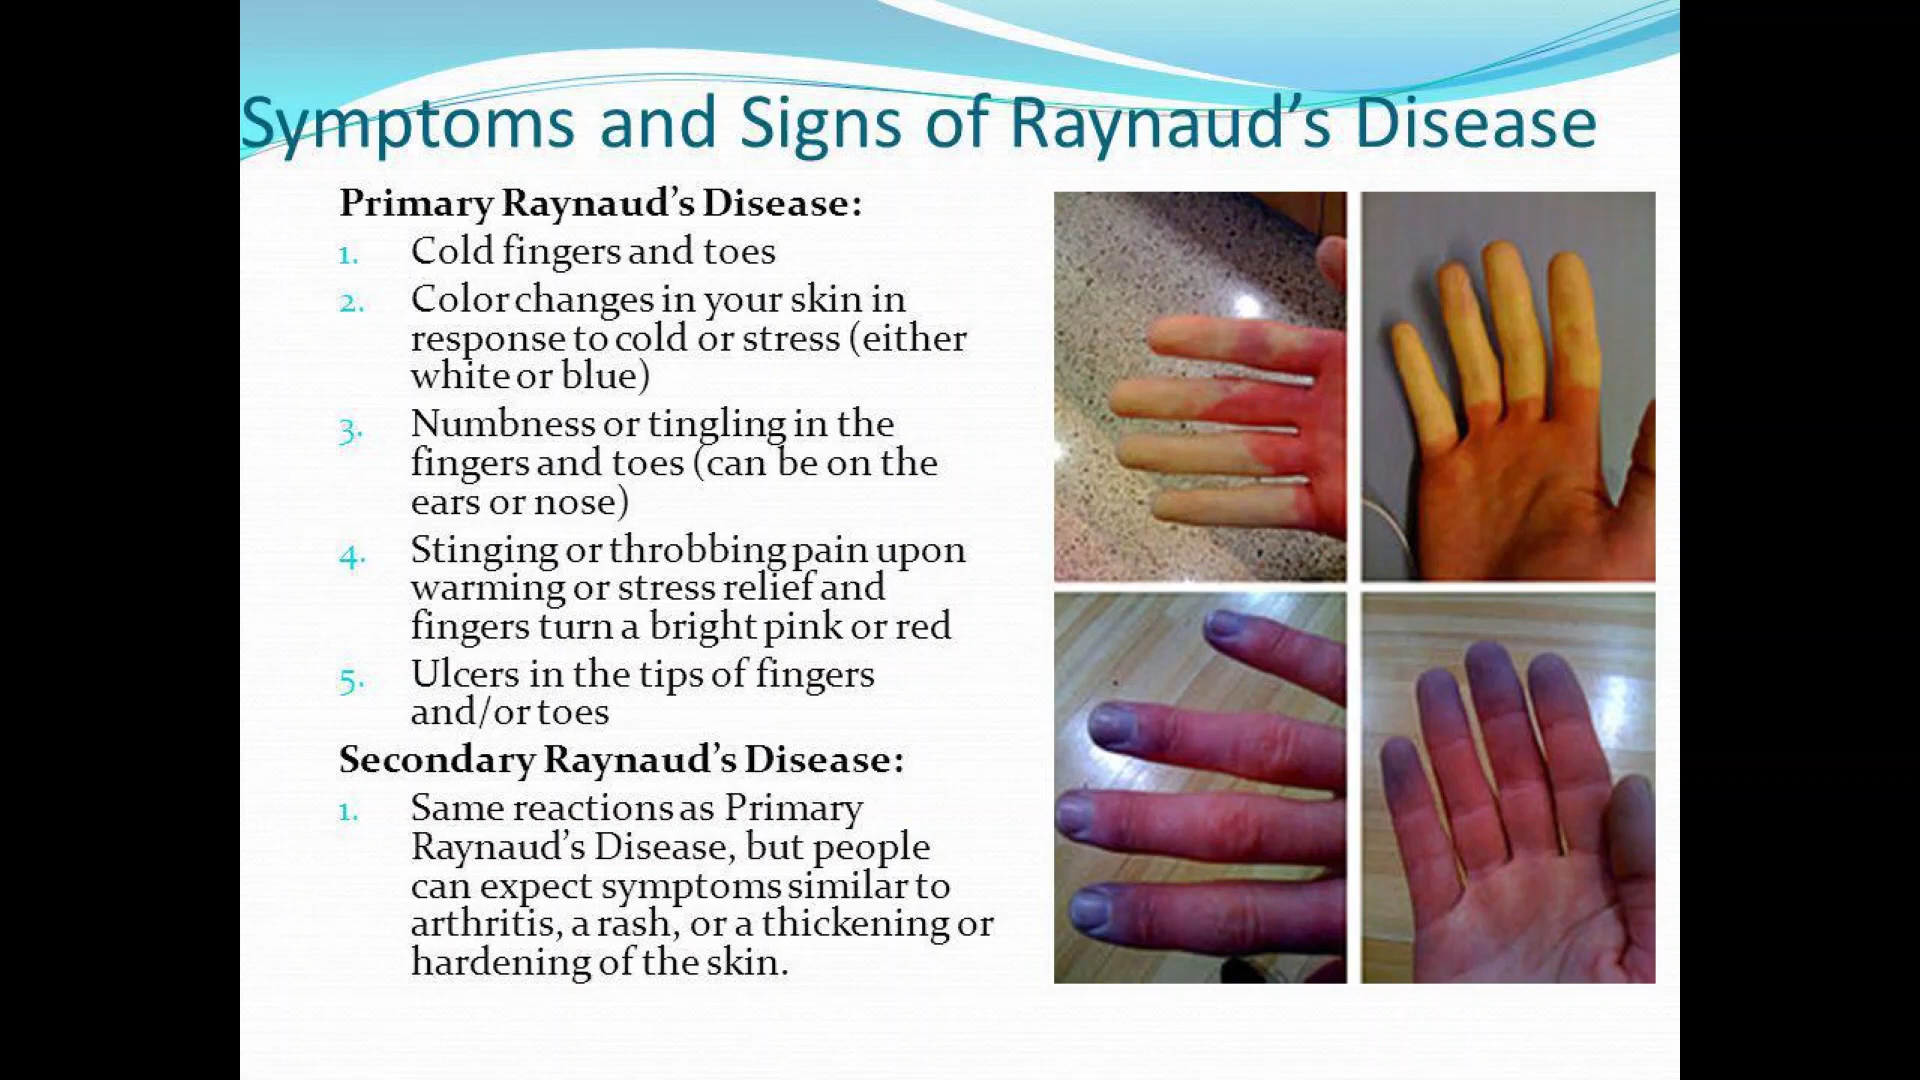 Symptoms and Signs of Raynaud’s Disease
Primary Raynaud’s Disease:
1. Cold fingers and toes
2. Color changes in your skin in
response to cold or stress (either
white or blue)
3. Numbness or tingling in the
fingers and toes (can be on the
ears or nose)
4. Stinging or throbbing pain upon
warming or stress relief and
fingers turn a bright pink or red
5. Ulcers in the tips of fingers
and/or toes
Secondary Raynaud’s Disease:
1. Same reactions as Primary
Raynaud’s Disease, but people
can expect symptoms similar to
arthritis, a rash, or a thickening or
hardening of the skin.